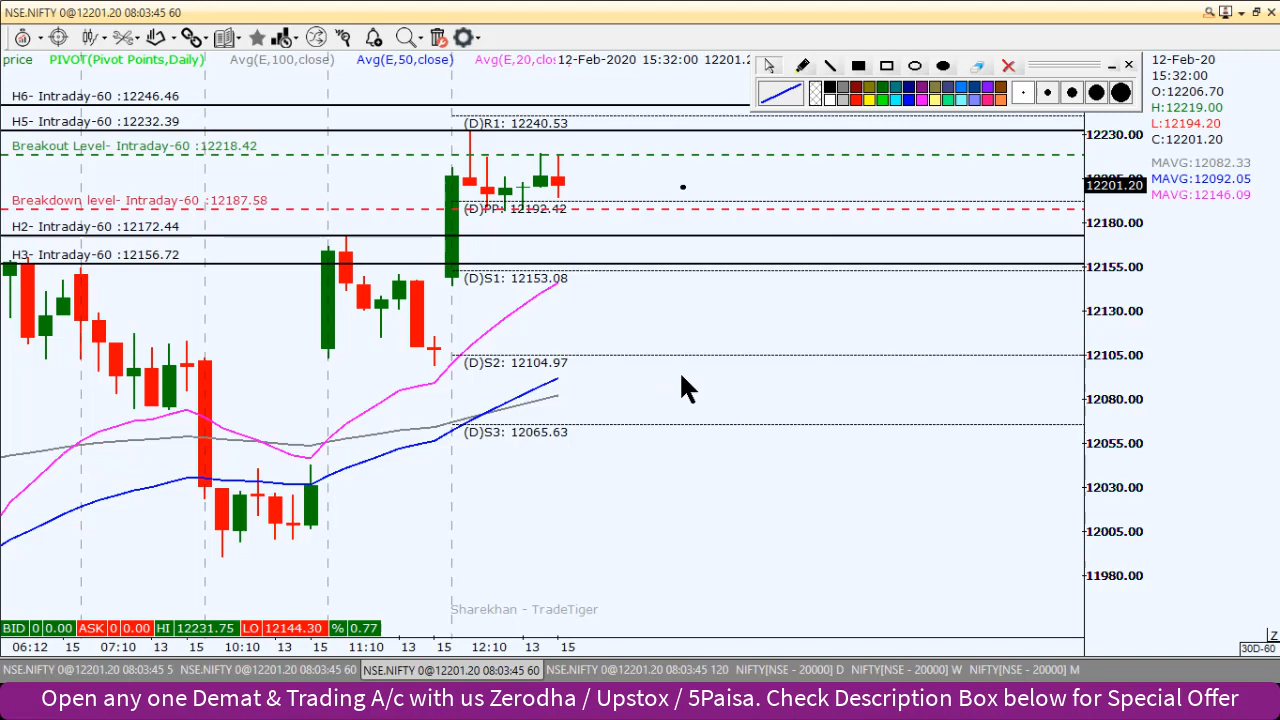 NSE.NIFTY 0@12201.20 08:03:45 60
price PIVOT(Pivot Points,Daily) Avg(E,100,close) Avg(E,50,close) Avg(E,20,clos 12-Feb-2020 15:32:00 12201.2
12-Feb-20
15:32:00
O:12206.70
H:12219.00
L:12194.20
C:12201.20
MAVG:12082.33
MAVG:12092.05
MAVG:12146.09
H6- Intraday-60 :12246.46
H5- Intraday-60 :12232.39
(D)R1: 12240.53
Breakout Level- Intraday-60 :12218.42
Breakdown level- Intraday-60 :12187.58
(D)PP: 12192.42
H2- Intraday-60 :12172.44
H3- Intraday-60 :12156.72
(D)S1: 12153.08
(D)S2: 12104.97
(D)S3: 12065.63
12230.00
12201.20
12180.00
12155.00
12130.00
12105.00
12080.00
12055.00
12030.00
12005.00
11980.00
Sharekhan - TradeTiger
BID 0 0.00 ASK 0 0.00 HI 12231.75 LO 12144.30 % 0.77
06:12 15 07:10 13 15 10:10 13 15 11:10 13 15 12:10 13 15
Z
30D-60
NSE.NIFTY 0@12201.20 08:03:45 5 NSE.NIFTY 0@12201.20 08:03:45 60 NSE.NIFTY 0@12201.20 08:03:45 60 NSE.NIFTY 0@12201.20 08:03:45 120 NIFTY[NSE - 20000] D NIFTY[NSE - 20000] W NIFTY[NSE - 20000] M
Open any one Demat & Trading A/c with us Zerodha / Upstox / 5Paisa. Check Description Box below for Special Offer